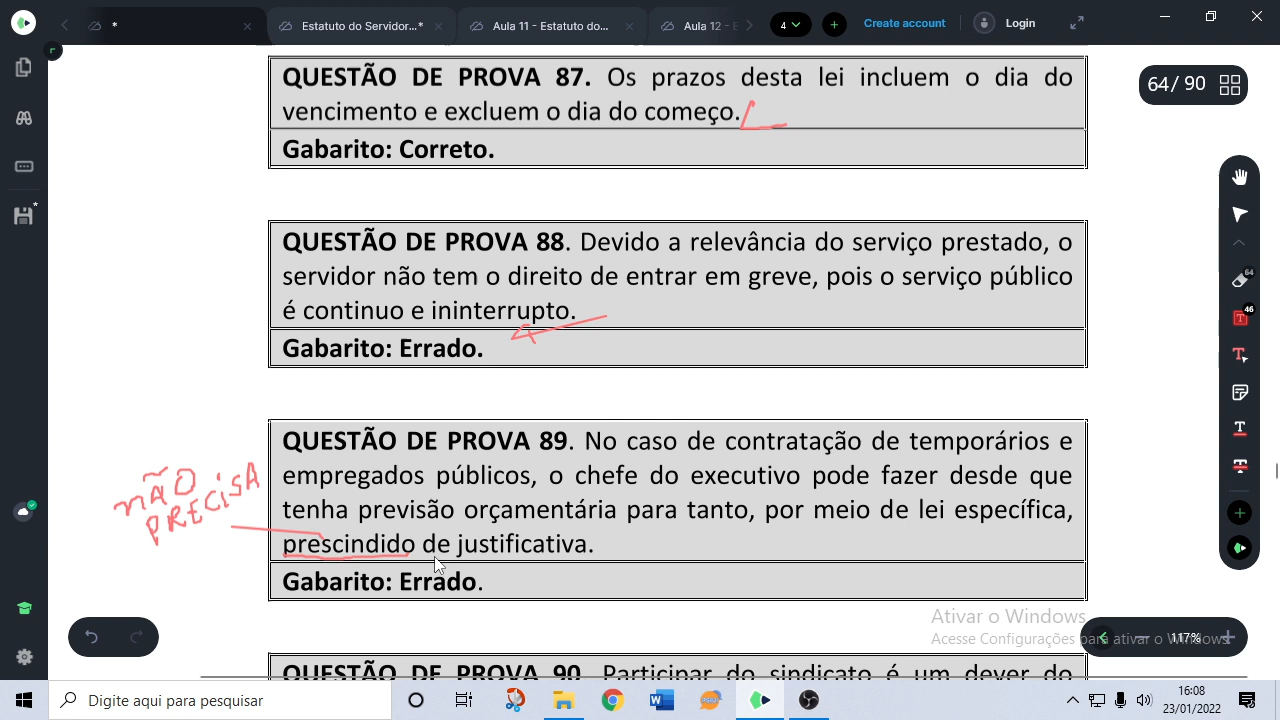 *
Estatuto do Servidor...*
Aula 11 - Estatuto do...
Aula 12 - E
4
Create account
Login
QUESTÃO DE PROVA 87. Os prazos desta lei incluem o dia do
vencimento e excluem o dia do começo.
Gabarito: Correto.
64 / 90
QUESTÃO DE PROVA 88. Devido a relevância do serviço prestado, o
servidor não tem o direito de entrar em greve, pois o serviço público
é continuo e ininterrupto.
Gabarito: Errado.
64
46
QUESTÃO DE PROVA 89. No caso de contratação de temporários e
empregados públicos, o chefe do executivo pode fazer desde que
tenha previsão orçamentária para tanto, por meio de lei específica,
prescindido de justificativa.
Gabarito: Errado.
NÃO
PRECISA
Ativar o Windows
Acesse Configurações para ativar o Windows.
117%
QUESTÃO DE PROVA 90. Participar do sindicato é um dever do
Digite aqui para pesquisar
16:08
23/01/2022